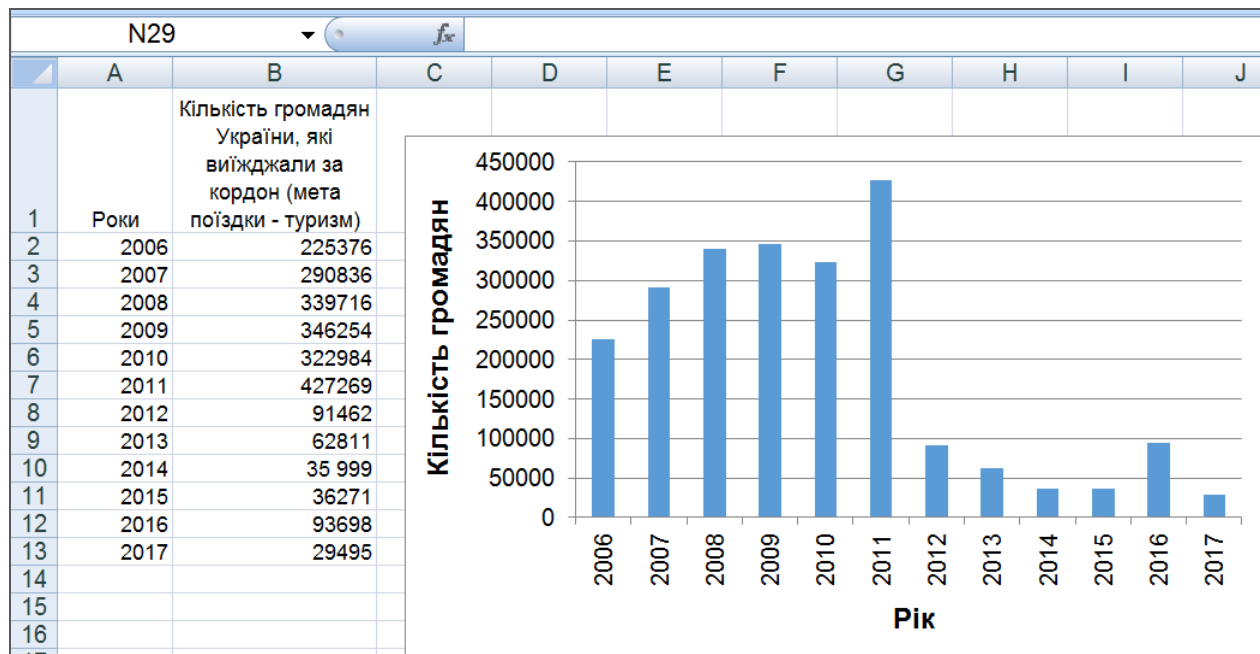 N29
fx
A B C D E F G H I J
1 Роки Кількість громадян
України, які
виїжджали за
кордон (мета
поїздки - туризм)
2 2006 225376
3 2007 290836
4 2008 339716
5 2009 346254
6 2010 322984
7 2011 427269
8 2012 91462
9 2013 62811
10 2014 35 999
11 2015 36271
12 2016 93698
13 2017 29495
14
15
16
Кількість громадян
450000
400000
350000
300000
250000
200000
150000
100000
50000
0
2006 2007 2008 2009 2010 2011 2012 2013 2014 2015 2016 2017
Рік